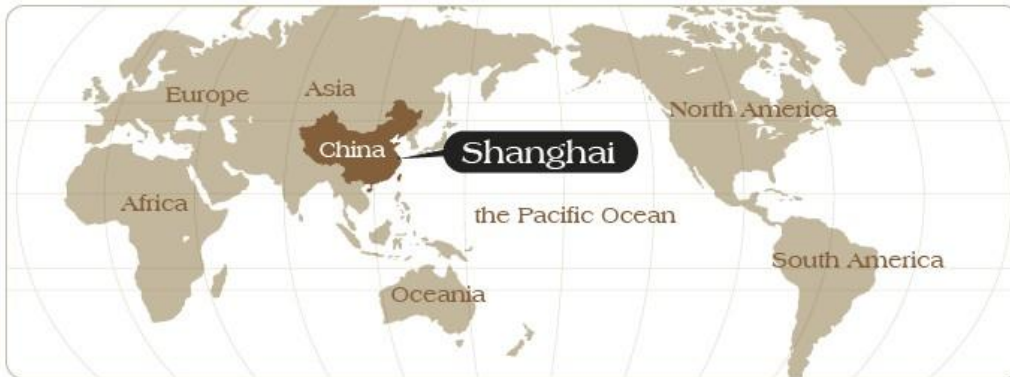 Europe
Asia
North America
China
Shanghai
Africa
the Pacific Ocean
South America
Oceania